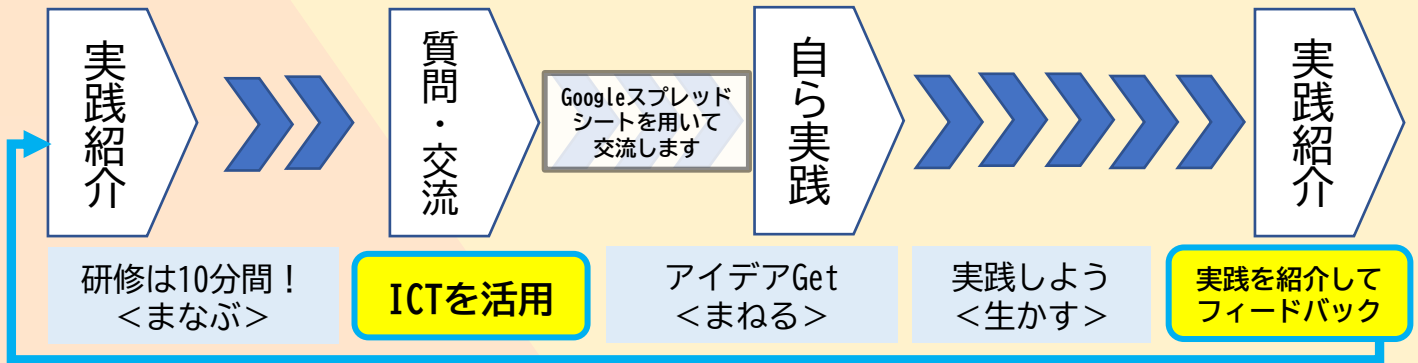 実践紹介
質問・交流
Googleスプレッド
シートを用いて
交流します
自ら実践
実践紹介
研修は10分間！
＜まなぶ＞
ICTを活用
アイデアGet
＜まねる＞
実践しよう
＜生かす＞
実践を紹介して
フィードバック